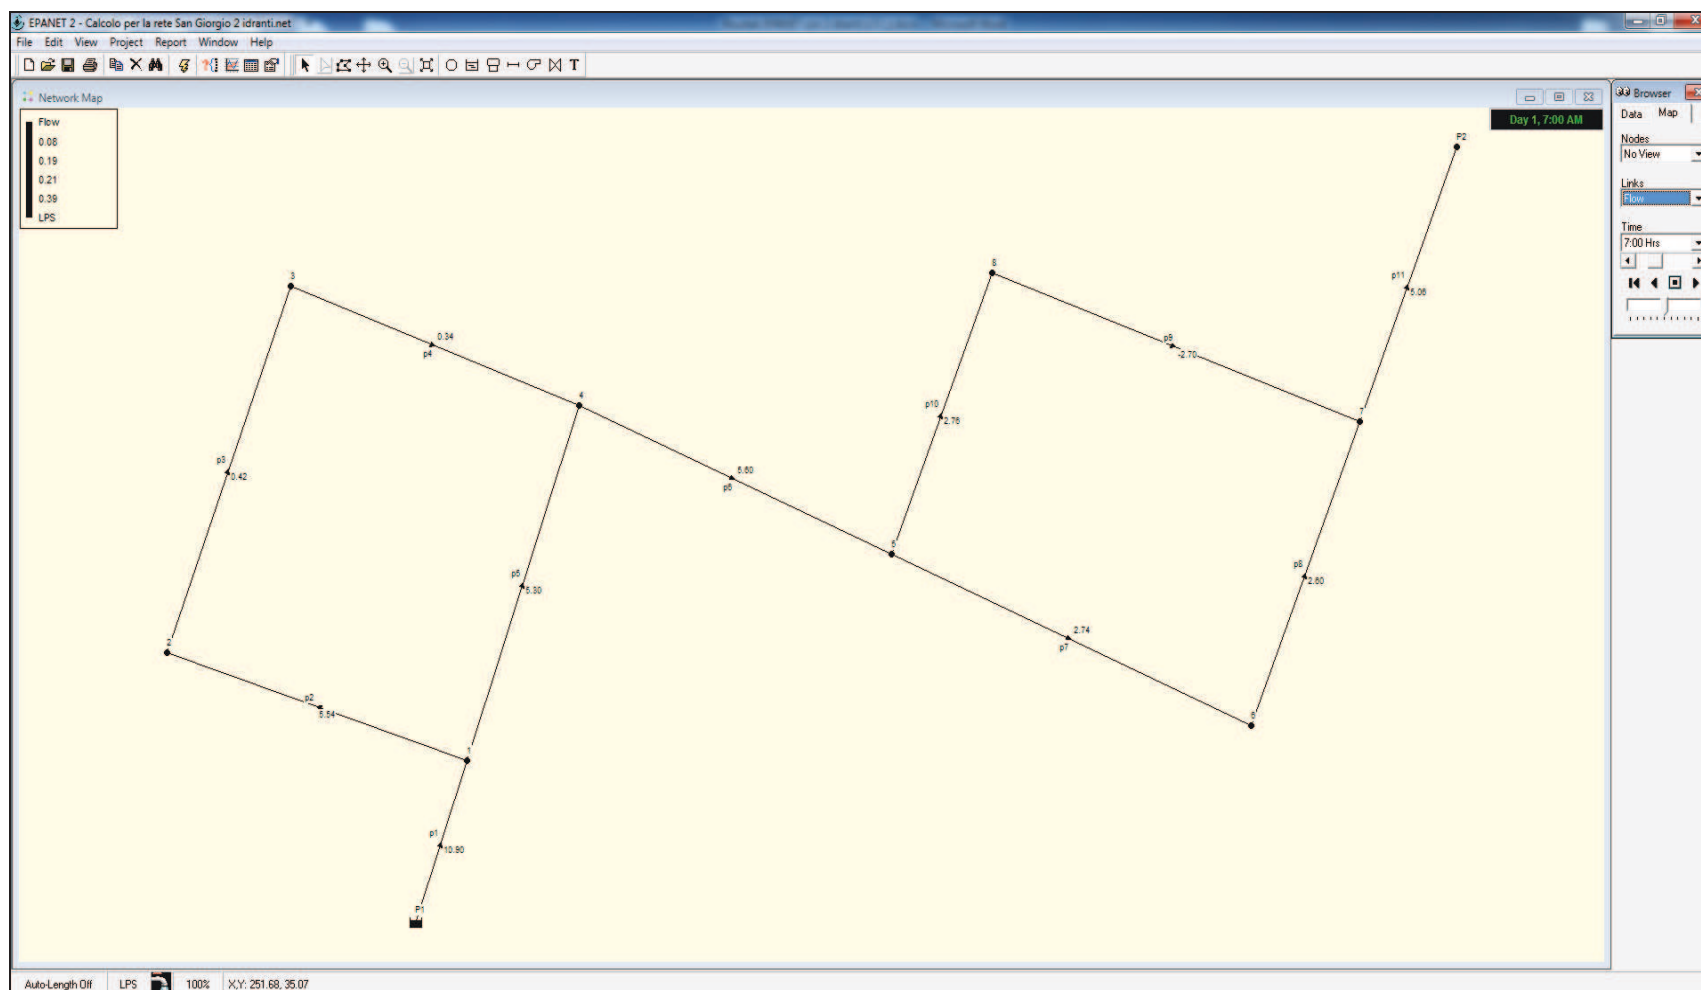 EPANET 2 - Calcolo per la rete San Giorgio 2 idranti.net
File Edit View Project Report Window Help
T
Network Map
Browser
Data Map
Nodes
No View
Links
Flow
Time
7:00 Hrs
Flow
0.08
0.19
0.21
0.39
LPS
Day 1, 7:00 AM
P2
p11
5.06
3
0.34
p4
4
p9
-2.70
7
p10
2.76
p3
0.42
5.60
5
p5
5.30
p8
2.60
2.74
p7
2
p2
5.54
1
p1
10.90
P1
Auto-Length Off LPS 100% X,Y: 251.68, 35.07